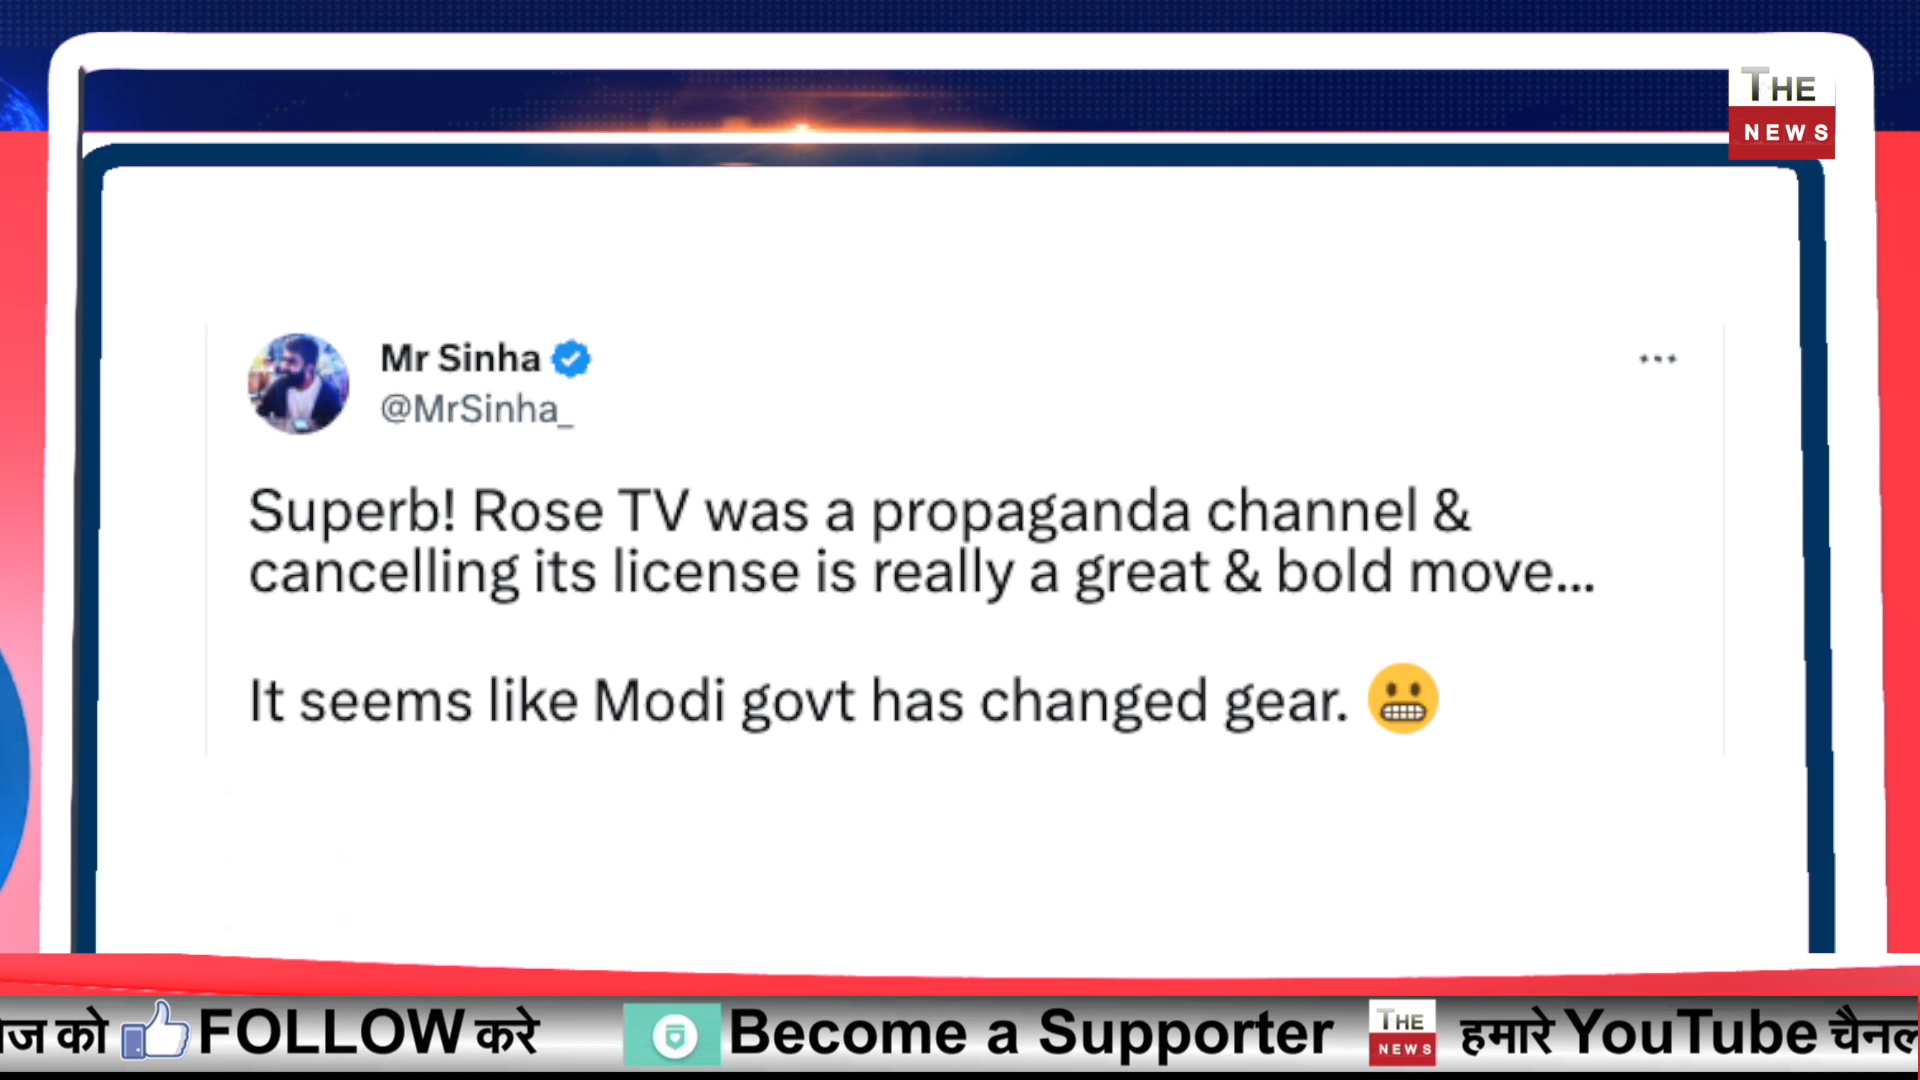 THE
NEWS
Mr Sinha
@MrSinha_
Superb! Rose TV was a propaganda channel &
cancelling its license is really a great & bold move...
It seems like Modi govt has changed gear. 😬
को FOLLOW करे Become a Supporter THE NEWS हमारे YouTube